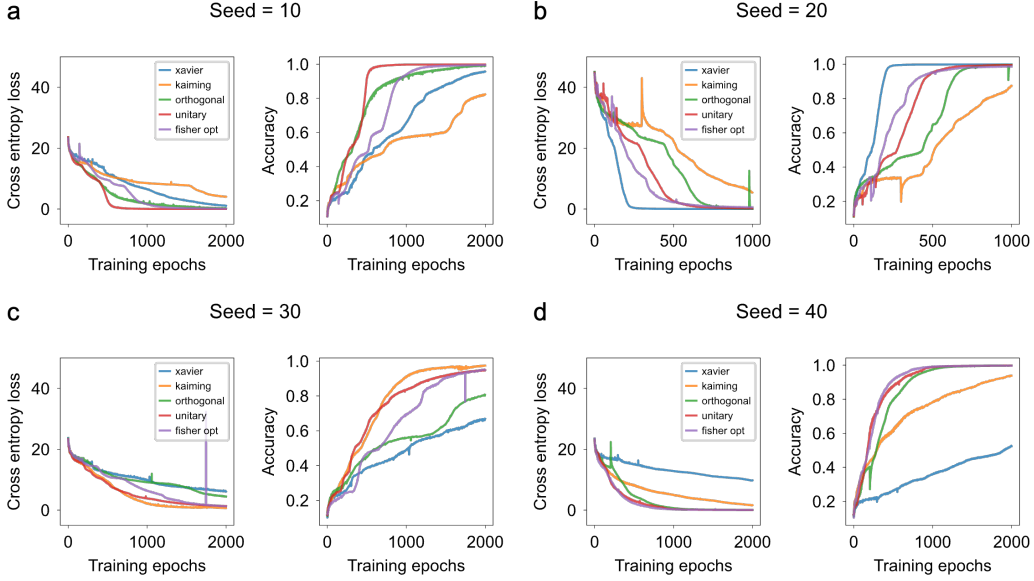 a
Seed = 10
Cross entropy loss
40
20
0
xavier
kaiming
orthogonal
unitary
fisher opt
0
1000
2000
Training epochs
Accuracy
1.0
0.8
0.6
0.4
0.2
0
1000
2000
Training epochs
b
Seed = 20
Cross entropy loss
40
20
0
xavier
kaiming
orthogonal
unitary
fisher opt
0
500
1000
Training epochs
Accuracy
1.0
0.8
0.6
0.4
0.2
0
500
1000
Training epochs
c
Seed = 30
Cross entropy loss
40
20
0
xavier
kaiming
orthogonal
unitary
fisher opt
0
1000
2000
Training epochs
Accuracy
1.0
0.8
0.6
0.4
0.2
0
1000
2000
Training epochs
d
Seed = 40
Cross entropy loss
40
20
0
xavier
kaiming
orthogonal
unitary
fisher opt
0
1000
2000
Training epochs
Accuracy
1.0
0.8
0.6
0.4
0.2
0
1000
2000
Training epochs